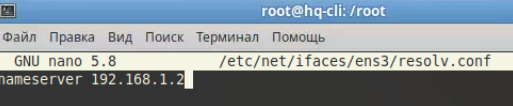 root@hq-cli: /root
Файл Правка Вид Поиск Терминал Помощь
GNU nano 5.8 /etc/net/ifaces/ens3/resolv.conf
nameserver 192.168.1.2